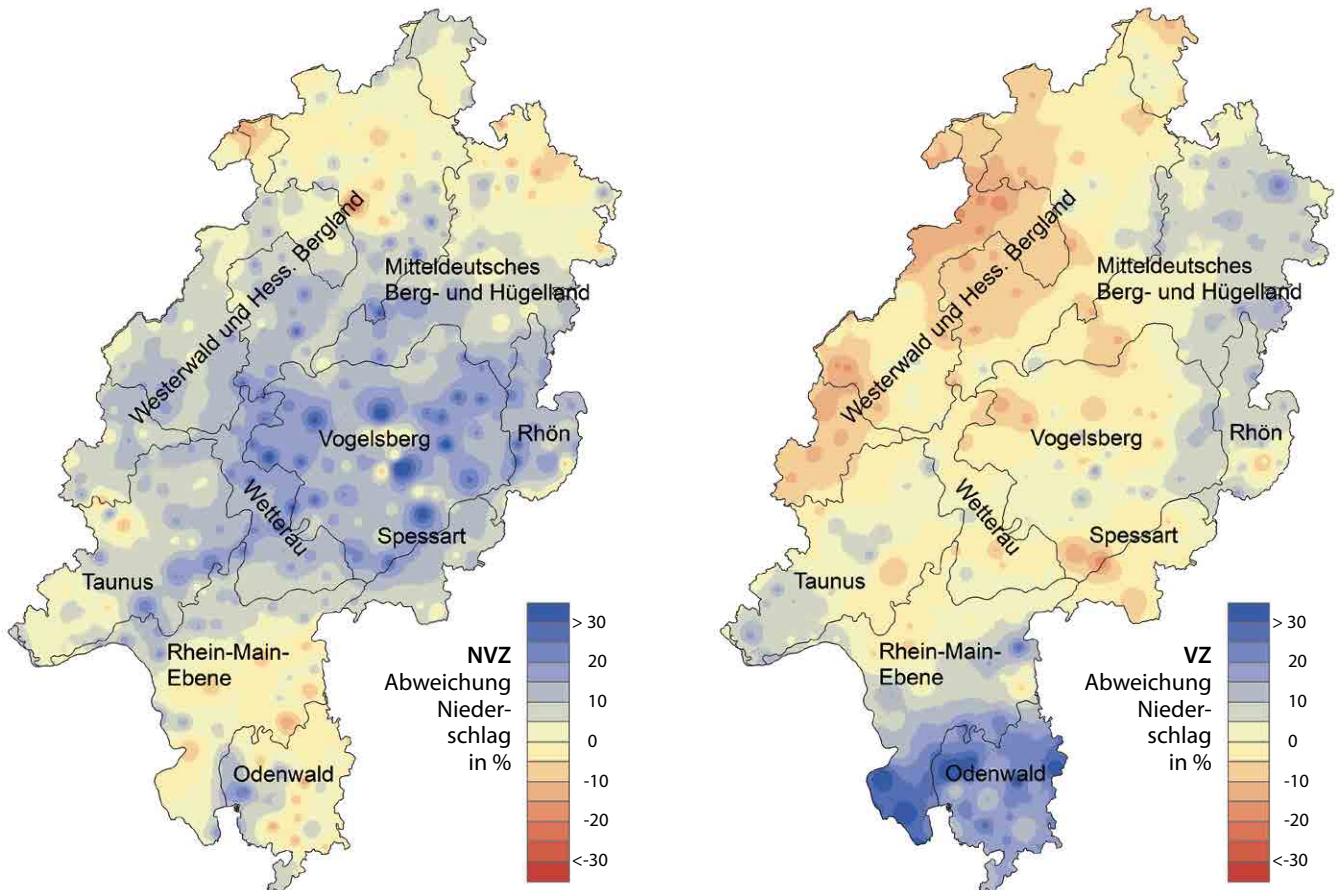 Westerwald und Hess. Bergland
Mitteldeutsches
Berg- und Hügelland
Vogelsberg
Rhön
Wetterau
Spessart
Taunus
Rhein-Main-
Ebene
Odenwald
NVZ
Abweichung
Nieder-
schlag
in %
> 30
20
10
0
-10
-20
<-30
Westerwald und Hess. Bergland
Mitteldeutsches
Berg- und Hügelland
Vogelsberg
Rhön
Wetterau
Spessart
Taunus
Rhein-Main-
Ebene
Odenwald
VZ
Abweichung
Nieder-
schlag
in %
> 30
20
10
0
-10
-20
<-30